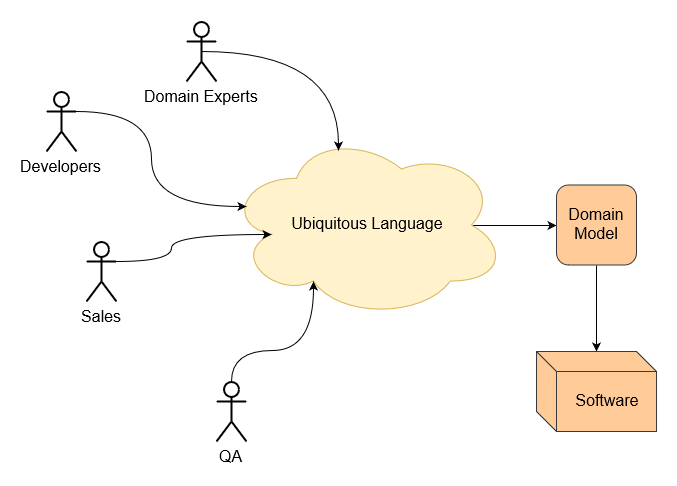 Domain Experts
Developers
Ubiquitous Language
Domain
Model
Sales
Software
QA